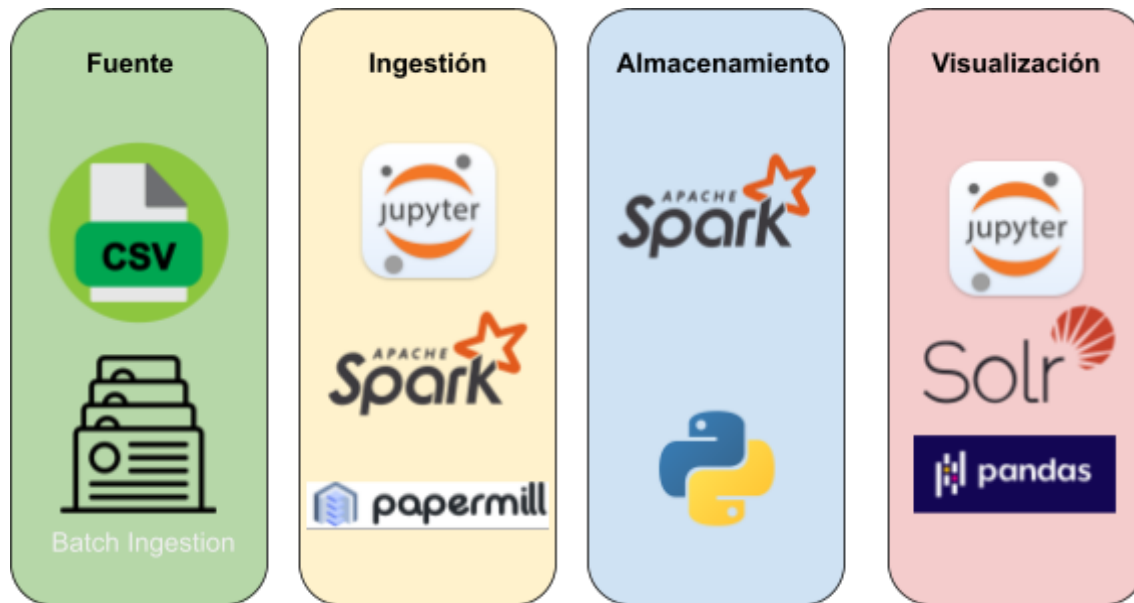 Fuente
CSV
Batch Ingestion
Ingestión
jupyter
APACHE
Spark
papermill
Almacenamiento
APACHE
Spark
Visualización
jupyter
Solr
pandas